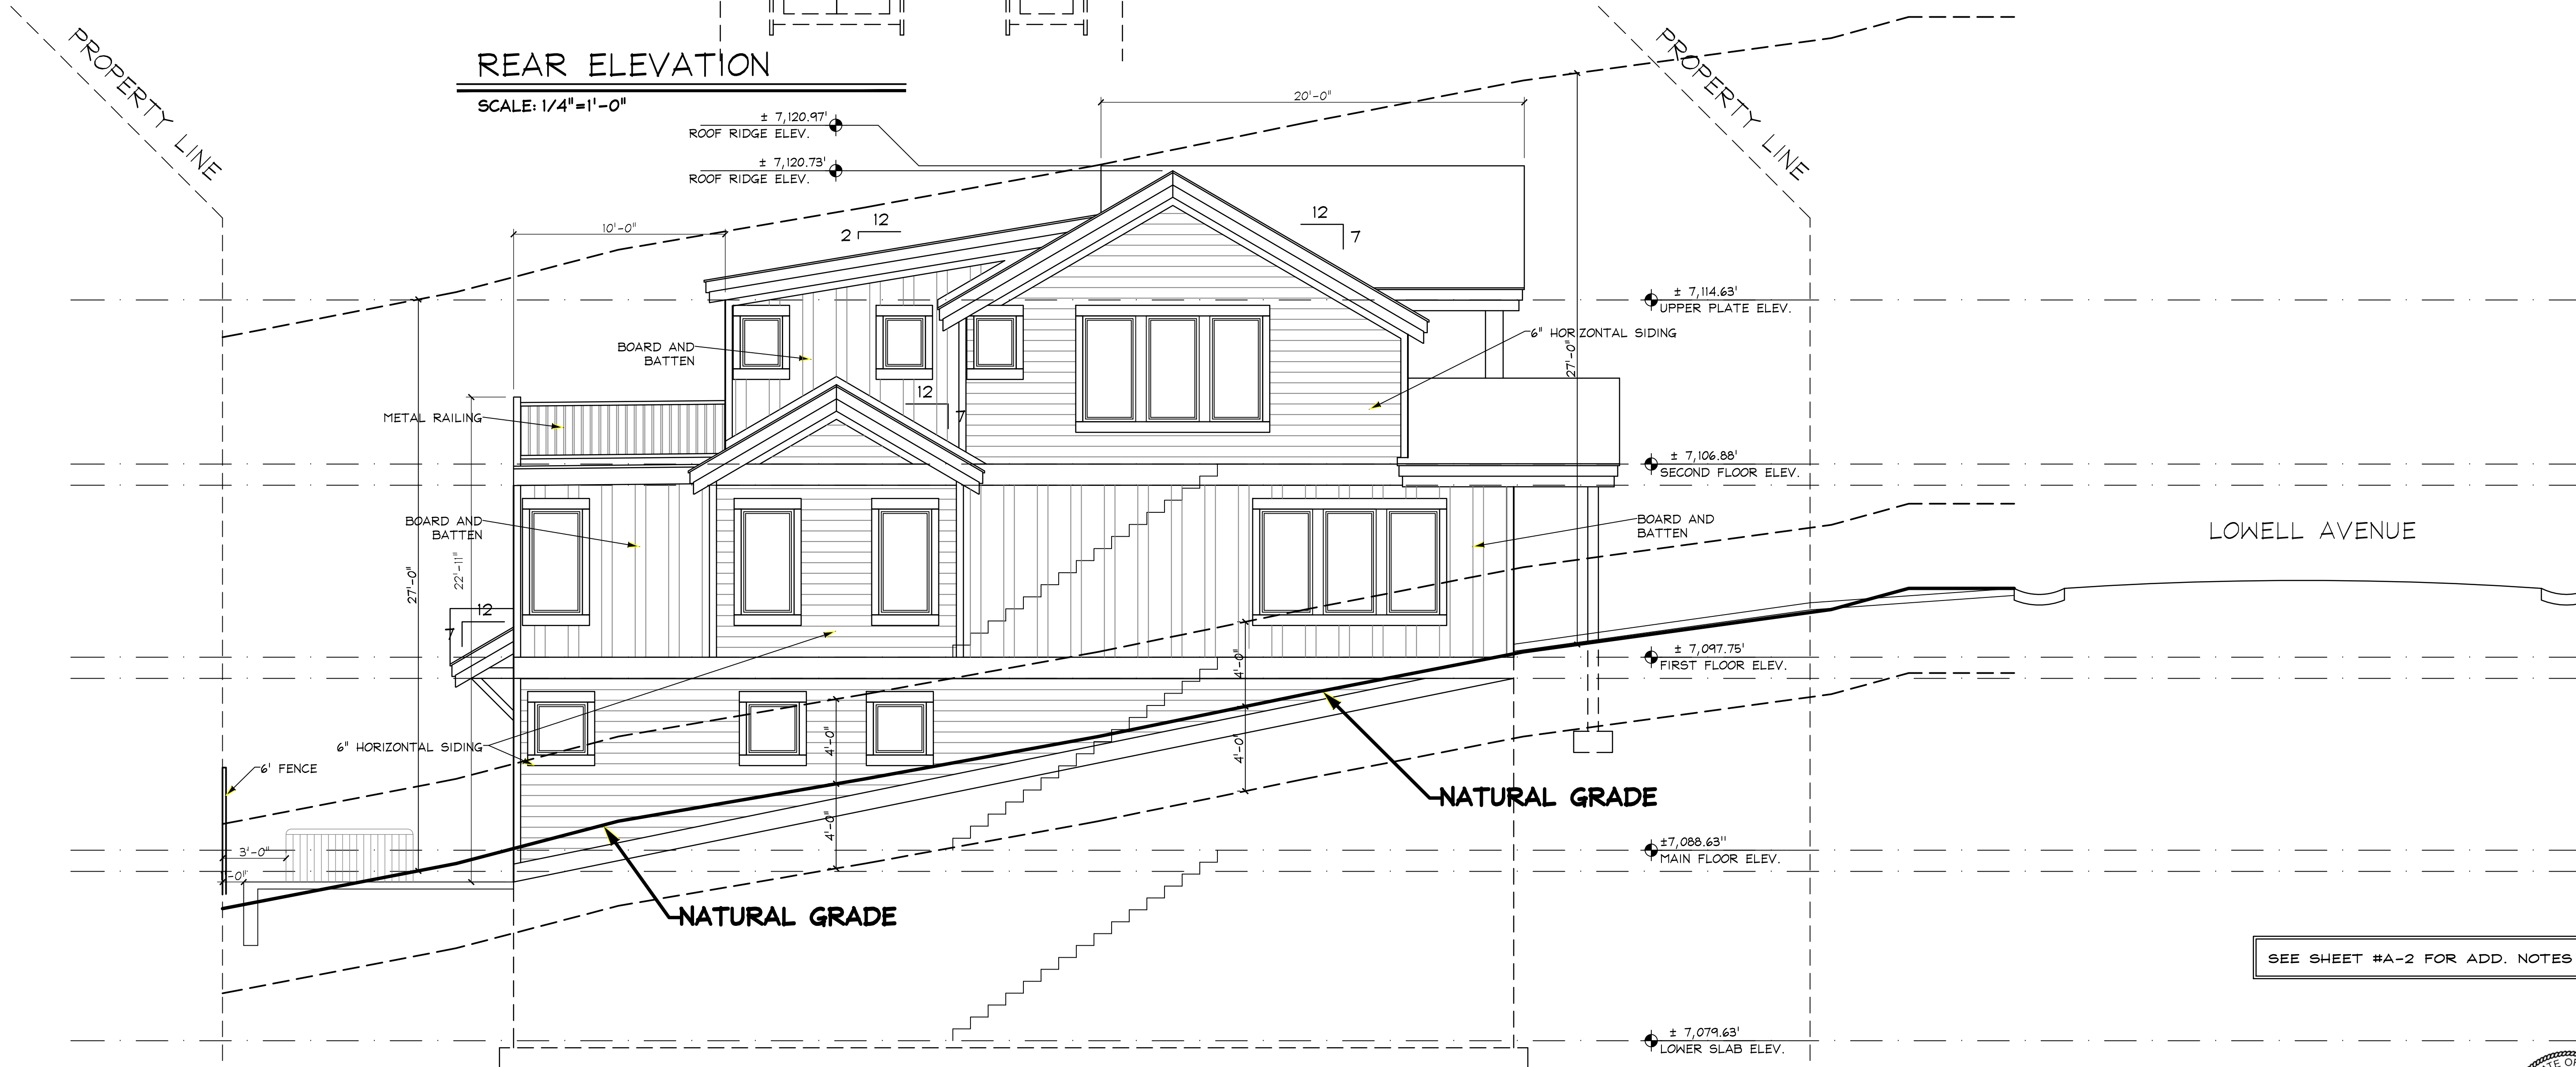 PROPERTY LINE
REAR ELEVATION
SCALE: 1/4"=1'-0"
± 7,120.97'
ROOF RIDGE ELEV.
± 7,120.73'
ROOF RIDGE ELEV.
20'-0"
PROPERTY LINE
10'-0"
12
2
12
7
± 7,114.63'
UPPER PLATE ELEV.
BOARD AND
BATTEN
6" HORIZONTAL SIDING
27'-0"
12
7
METAL RAILING
± 7,106.88'
SECOND FLOOR ELEV.
BOARD AND
BATTEN
BOARD AND
BATTEN
LOWELL AVENUE
27'-0"
22'-11"
12
7
± 7,097.75'
FIRST FLOOR ELEV.
4'-0"
4'-0"
4'-0"
4'-0"
6" HORIZONTAL SIDING
6' FENCE
NATURAL GRADE
3'-0"
-0"
±7,088.63"
MAIN FLOOR ELEV.
NATURAL GRADE
SEE SHEET #A-2 FOR ADD. NOTES
± 7,079.63'
LOWER SLAB ELEV.